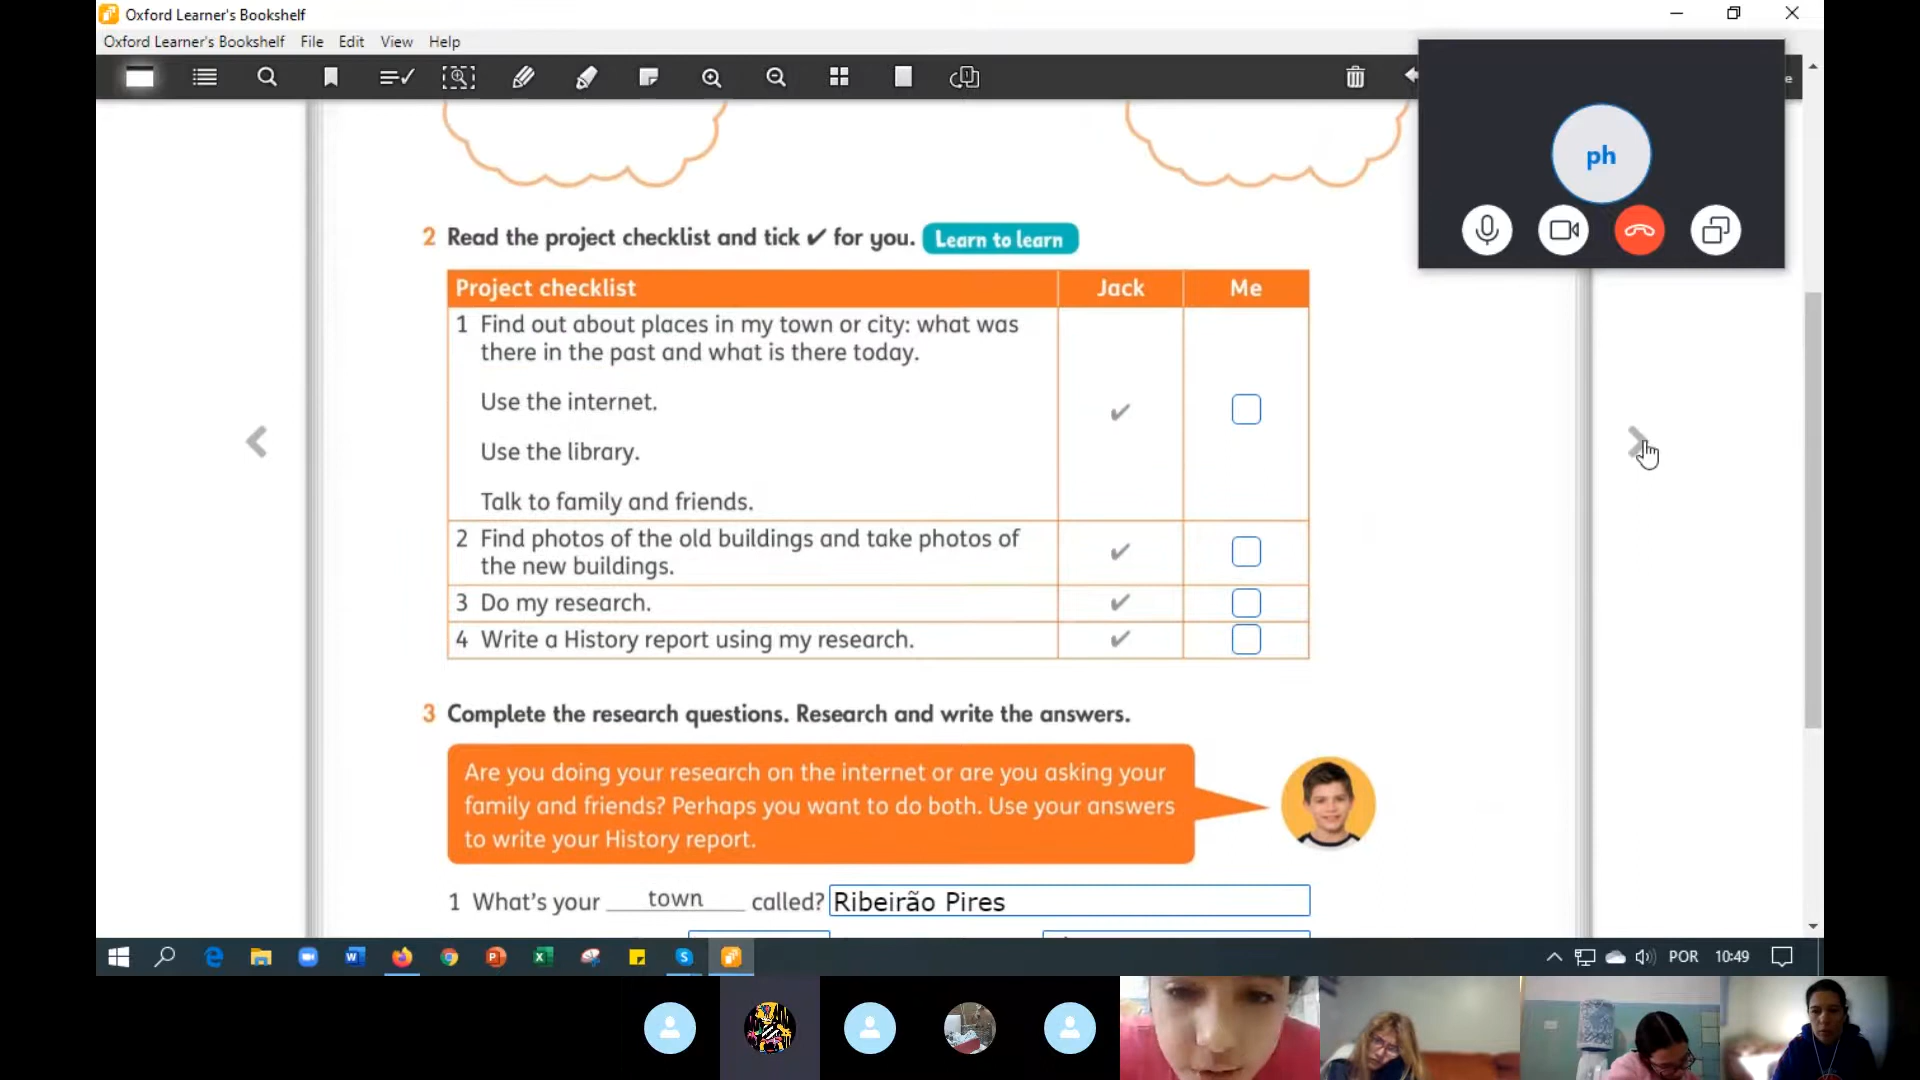 Oxford Learner's Bookshelf
Oxford Learner's Bookshelf File Edit View Help
e
ph
2 Read the project checklist and tick ✔ for you. Learn to learn
Project checklist Jack Me
1 Find out about places in my town or city: what was
there in the past and what is there today.
Use the internet.
✔
Use the library.
Talk to family and friends.
2 Find photos of the old buildings and take photos of ✔
the new buildings.
3 Do my research. ✔
4 Write a History report using my research. ✔
3 Complete the research questions. Research and write the answers.
Are you doing your research on the internet or are you asking your
family and friends? Perhaps you want to do both. Use your answers
to write your History report.
1 What's your town called? Ribeirão Pires
POR 10:49